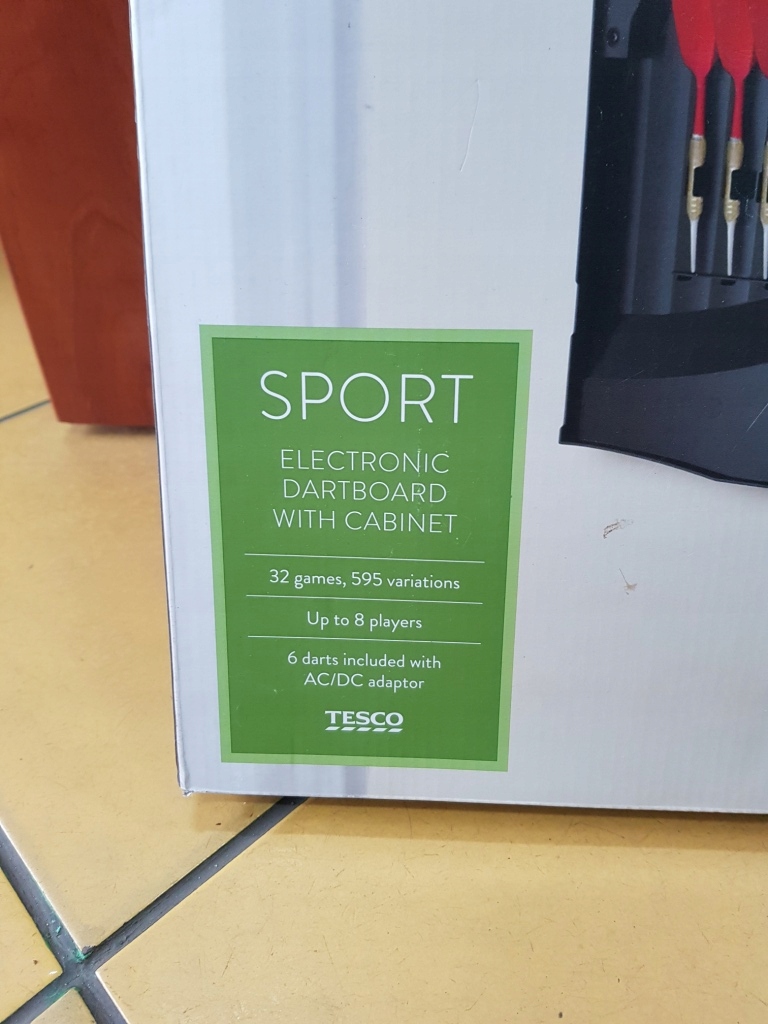 SPORT
ELECTRONIC
DARTBOARD
WITH CABINET
32 games, 595 variations
Up to 8 players
6 darts included with
AC/DC adaptor
TESCO